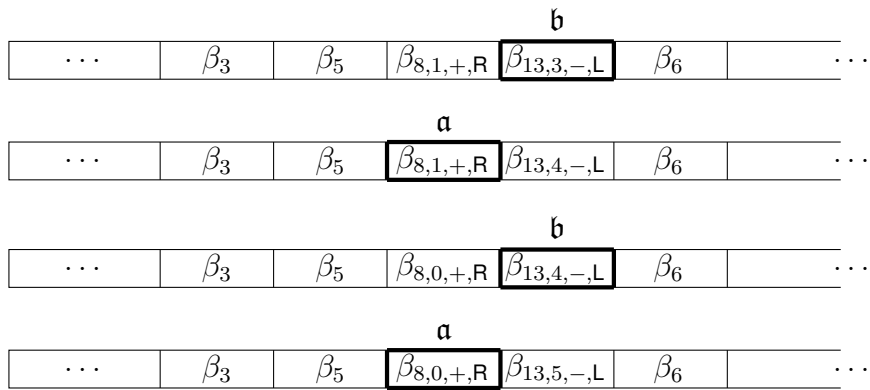 𝔟
⋯ β₃ β₅ β₈,₁,₊,R β₁₃,₃,₋,L β₆ ⋯
𝔞
⋯ β₃ β₅ β₈,₁,₊,R β₁₃,₄,₋,L β₆ ⋯
𝔟
⋯ β₃ β₅ β₈,₀,₊,R β₁₃,₄,₋,L β₆ ⋯
𝔞
⋯ β₃ β₅ β₈,₀,₊,R β₁₃,₅,₋,L β₆ ⋯